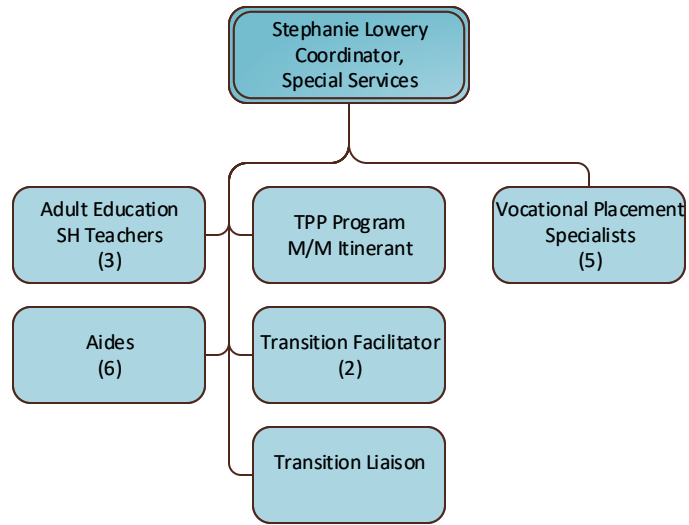 Stephanie Lowery
Coordinator,
Special Services
Adult Education
SH Teachers
(3)
TPP Program
M/M Itinerant
Vocational Placement
Specialists
(5)
Aides
(6)
Transition Facilitator
(2)
Transition Liaison